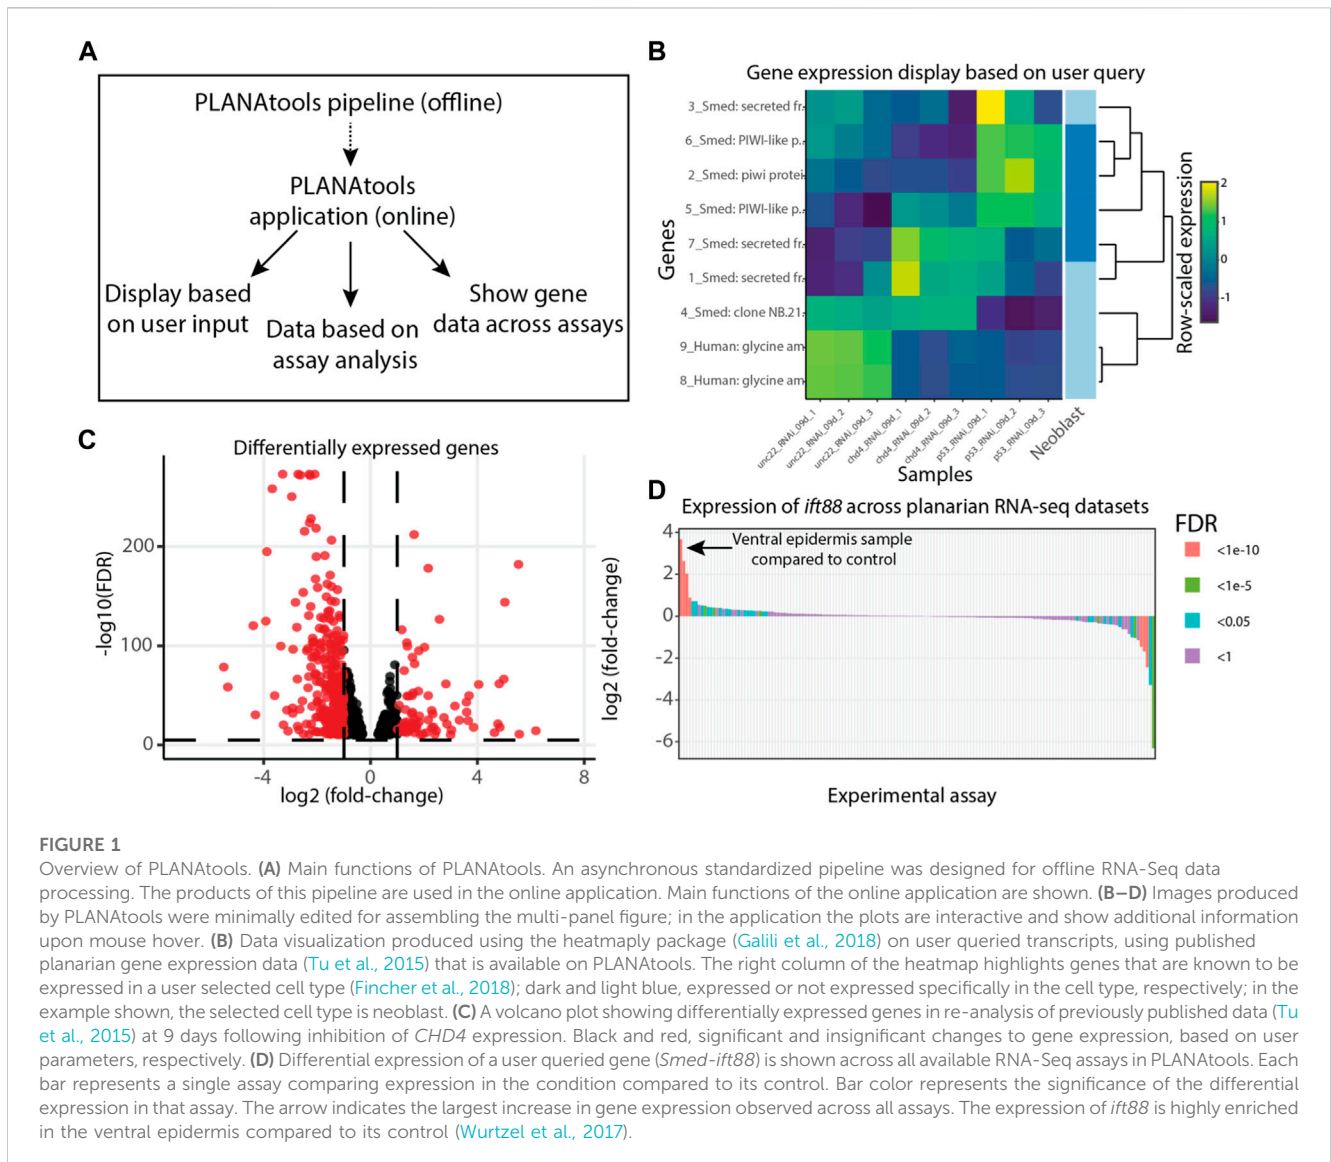 A
PLANAtools pipeline (offline)
PLANAtools
application (online)
Display based
on user input
Data based on
assay analysis
Show gene
data across assays
B
Gene expression display based on user query
Genes
3_Smed: secreted fr.
6_Smed: PIWI-like p.
2_Smed: piwi protei
5_Smed: PIWI-like p.
7_Smed: secreted fr.
1_Smed: secreted fr.
4_Smed: clone NB.21
9_Human: glycine am
8_Human: glycine am
unc22_RNAi_09d_1
unc22_RNAi_09d_2
unc22_RNAi_09d_3
chd4_RNAi_09d_1
chd4_RNAi_09d_2
chd4_RNAi_09d_3
p53_RNAi_09d_1
p53_RNAi_09d_2
p53_RNAi_09d_3
Neoblast
Samples
Row-scaled expression
2
1
0
-1
C
Differentially expressed genes
-log10(FDR)
200
100
0
-4
0
4
8
log2 (fold-change)
D
Expression of ift88 across planarian RNA-seq datasets
log2 (fold-change)
4
2
0
-2
-4
-6
Ventral epidermis sample
compared to control
Experimental assay
FDR
<1e-10
<1e-5
<0.05
<1
FIGURE 1
Overview of PLANAtools. (A) Main functions of PLANAtools. An asynchronous standardized pipeline was designed for offline RNA-Seq data
processing. The products of this pipeline are used in the online application. Main functions of the online application are shown. (B–D) Images produced
by PLANAtools were minimally edited for assembling the multi-panel figure; in the application the plots are interactive and show additional information
upon mouse hover. (B) Data visualization produced using the heatmaply package (Galili et al., 2018) on user queried transcripts, using published
planarian gene expression data (Tu et al., 2015) that is available on PLANAtools. The right column of the heatmap highlights genes that are known to be
expressed in a user selected cell type (Fincher et al., 2018); dark and light blue, expressed or not expressed specifically in the cell type, respectively; in the
example shown, the selected cell type is neoblast. (C) A volcano plot showing differentially expressed genes in re-analysis of previously published data (Tu
et al., 2015) at 9 days following inhibition of CHD4 expression. Black and red, significant and insignificant changes to gene expression, based on user
parameters, respectively. (D) Differential expression of a user queried gene (Smed-ift88) is shown across all available RNA-Seq assays in PLANAtools. Each
bar represents a single assay comparing expression in the condition compared to its control. Bar color represents the significance of the differential
expression in that assay. The arrow indicates the largest increase in gene expression observed across all assays. The expression of ift88 is highly enriched
in the ventral epidermis compared to its control (Wurtzel et al., 2017).